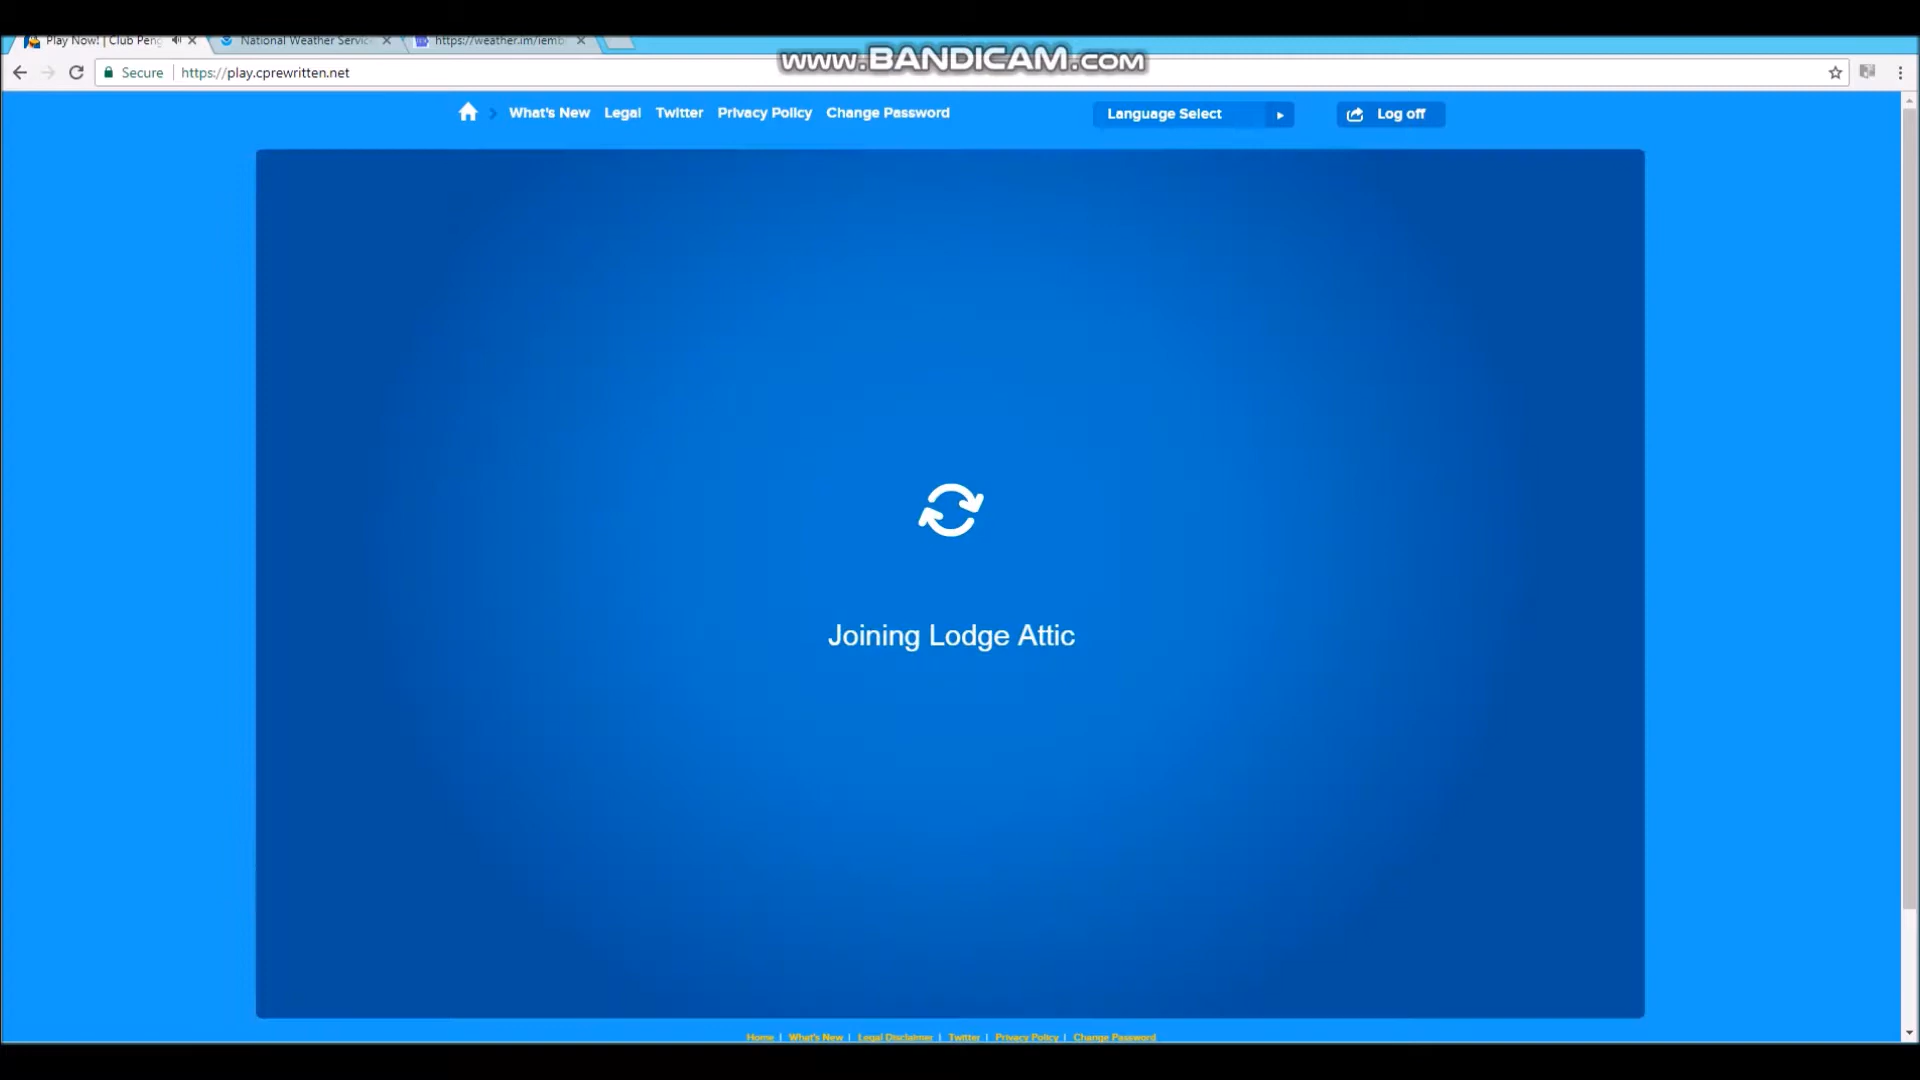 Play Now! | Club Peng
National Weather Servic
https://weather.im/iemb
www.BANDICAM.com
Secure
https://play.cprewritten.net
What's New
Legal
Twitter
Privacy Policy
Change Password
Language Select
Log off
Joining Lodge Attic
Home | What's New | Legal Disclaimer | Twitter | Privacy Policy | Change Password